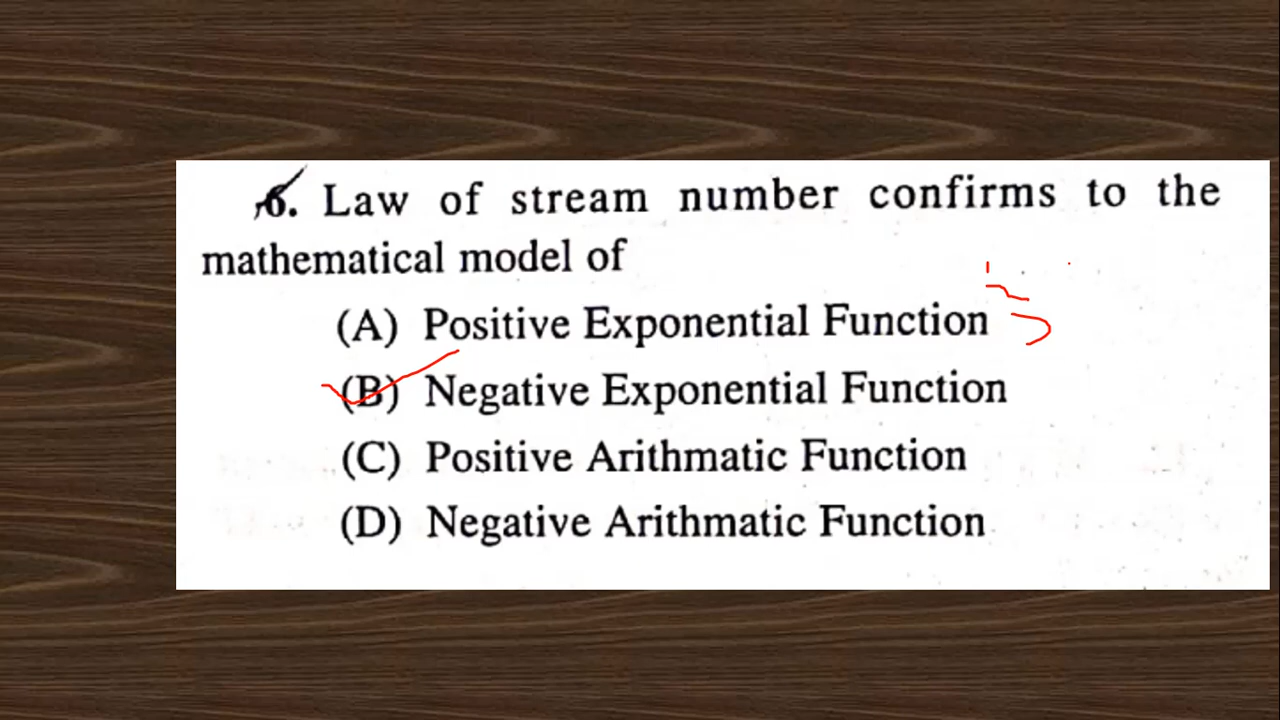 6. Law of stream number confirms to the
mathematical model of
(A) Positive Exponential Function
(B) Negative Exponential Function
(C) Positive Arithmatic Function
(D) Negative Arithmatic Function